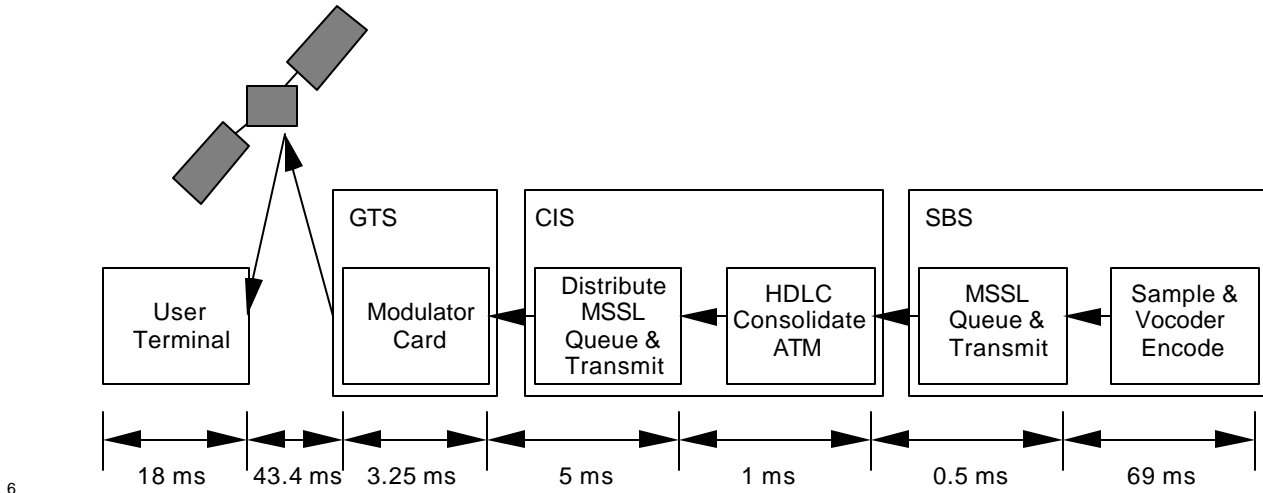 GTS
CIS
SBS
User
Terminal
Modulator
Card
Distribute
MSSL
Queue &
Transmit
HDLC
Consolidate
ATM
MSSL
Queue &
Transmit
Sample &
Vocoder
Encode
18 ms
43.4 ms
3.25 ms
5 ms
1 ms
0.5 ms
69 ms
6